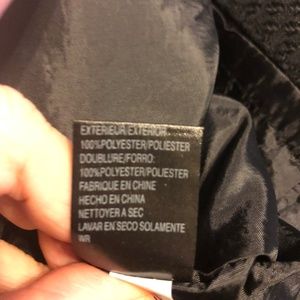 EXTERIEUR/EXTERIOR:
100%POLYESTER/POLIESTER
DOUBLURE/FORRO:
100%POLYESTER/POLIESTER
FABRIQUE EN CHINE
HECHO EN CHINA
NETTOYER A SEC
LAVAR EN SECO SOLAMENTE
WR